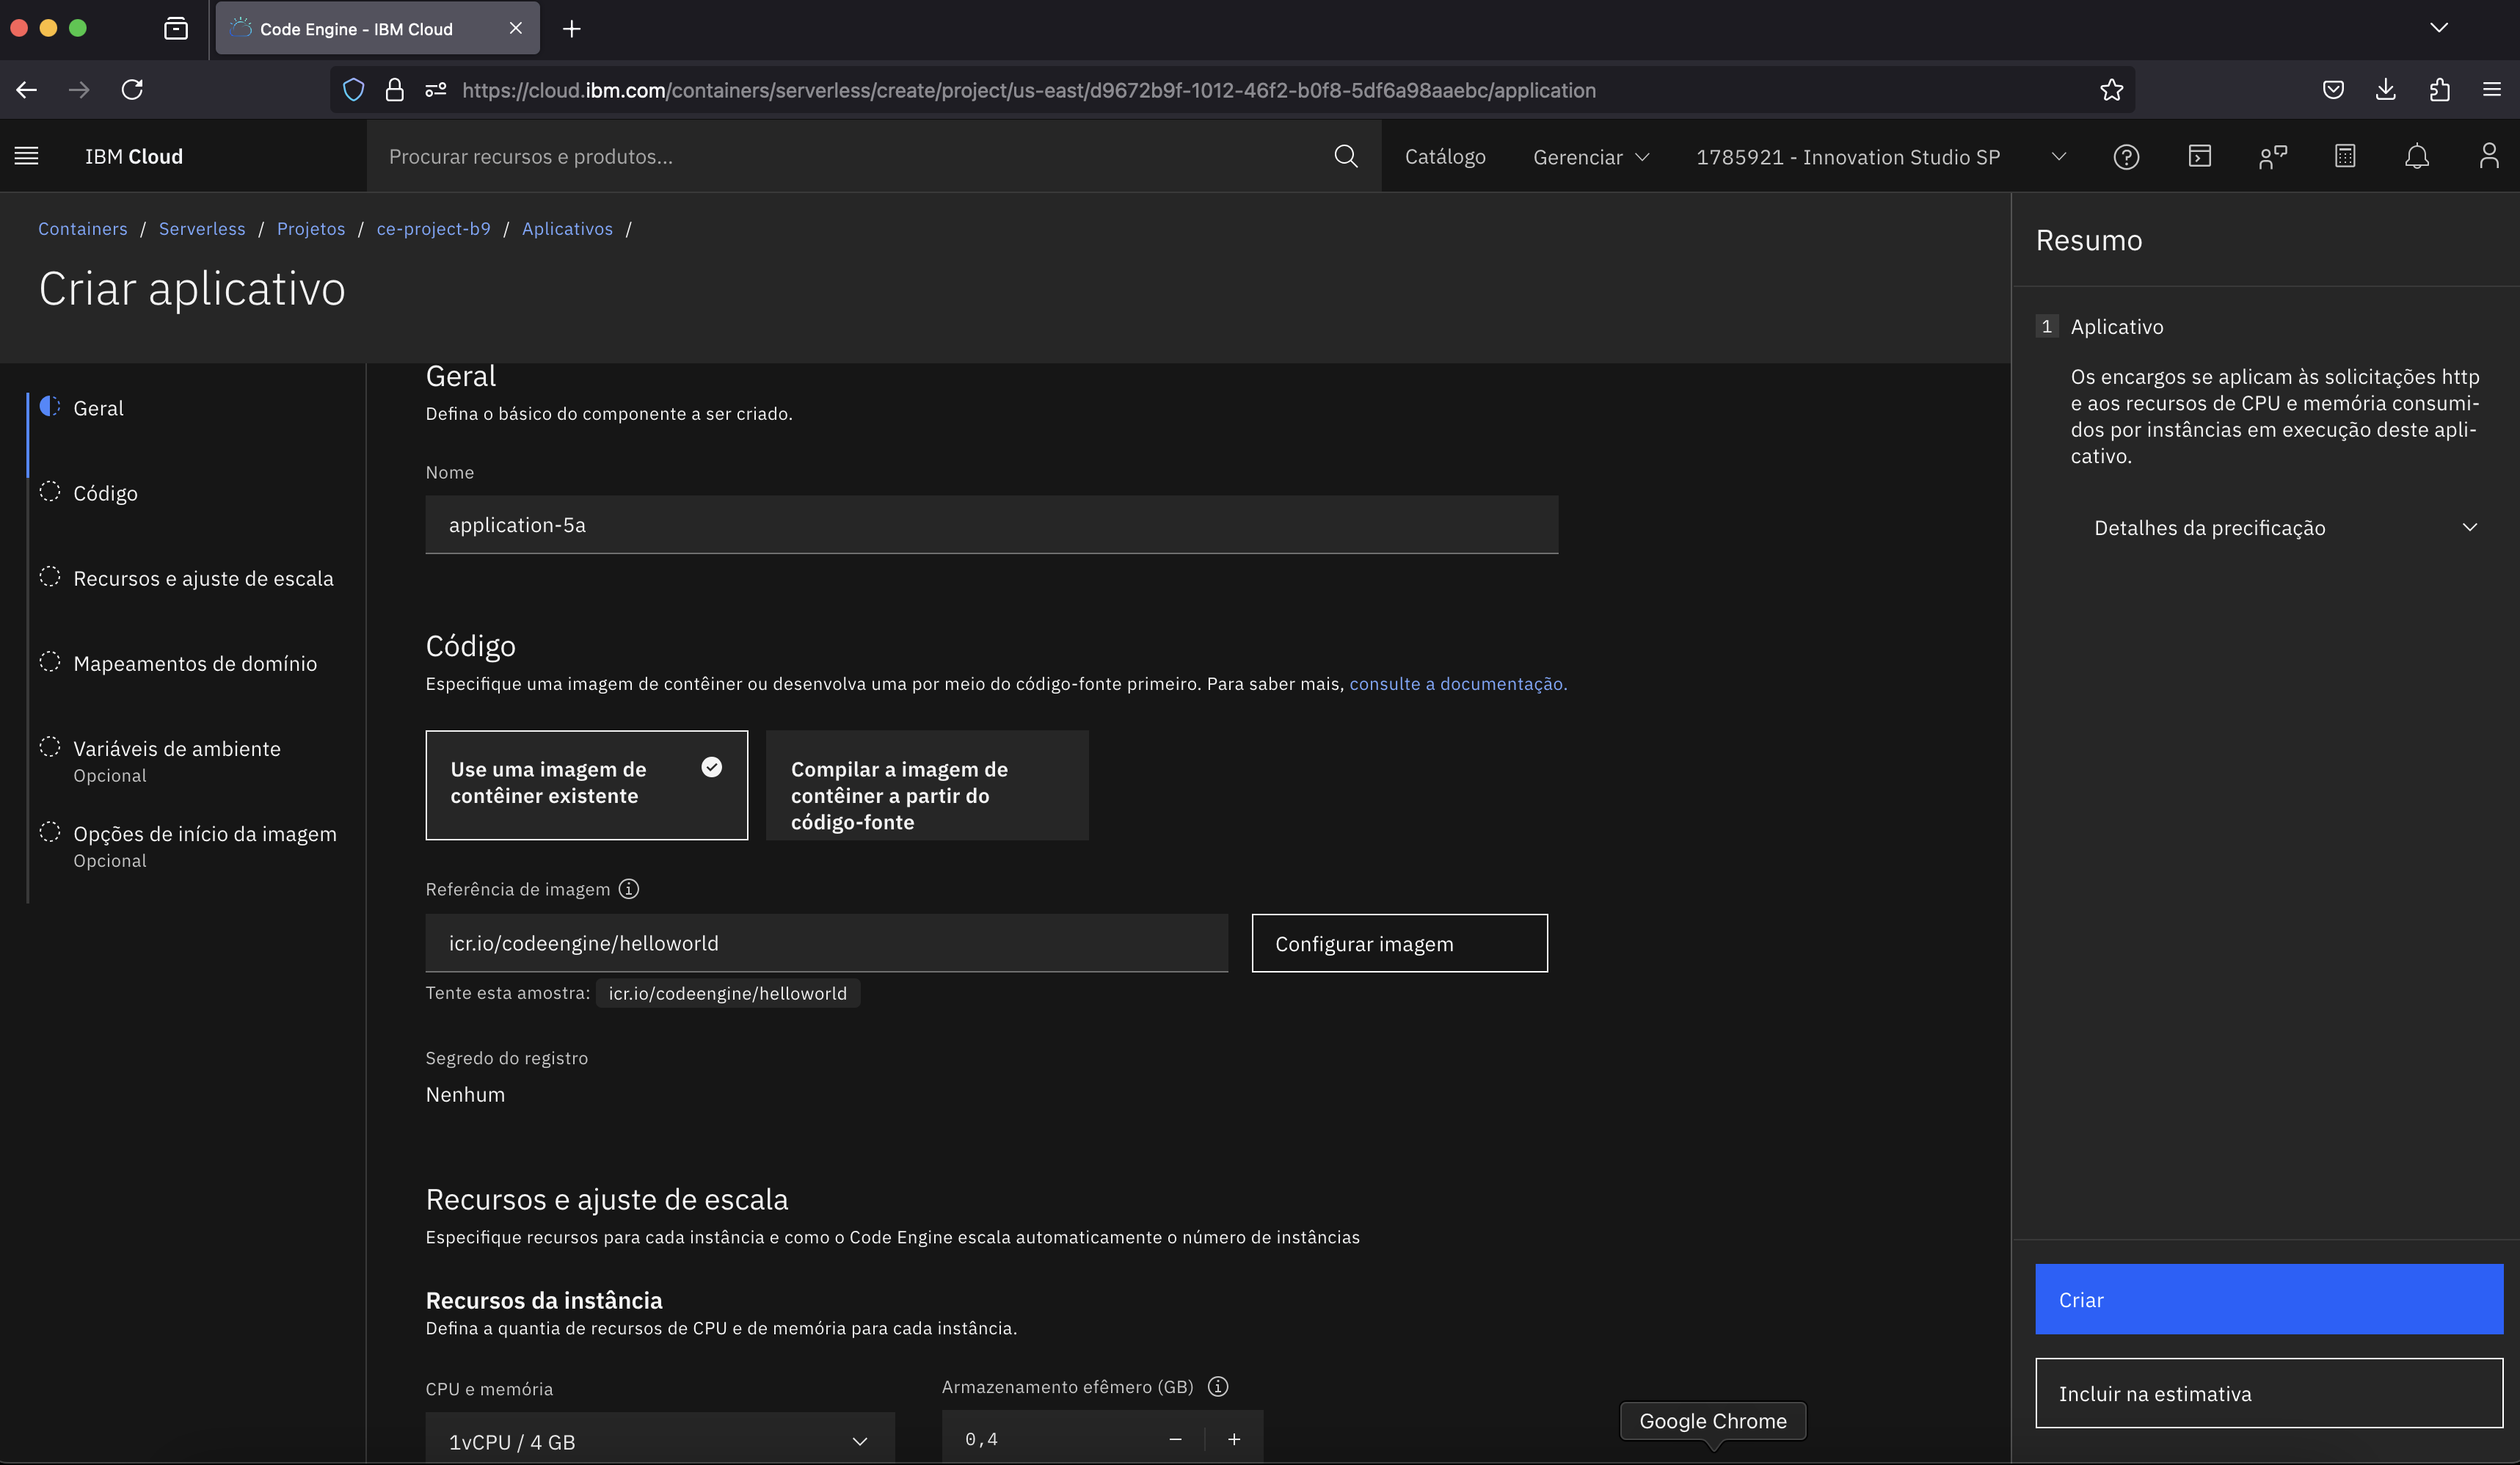 Code Engine - IBM Cloud
https://cloud.ibm.com/containers/serverless/create/project/us-east/d9672b9f-1012-46f2-b0f8-5df6a98aaebc/application
IBM Cloud
Procurar recursos e produtos...
Catálogo
Gerenciar
1785921 - Innovation Studio SP
Containers / Serverless / Projetos / ce-project-b9 / Aplicativos /
Criar aplicativo
Geral
Código
Recursos e ajuste de escala
Mapeamentos de domínio
Variáveis de ambiente
Opcional
Opções de início da imagem
Opcional
Geral
Defina o básico do componente a ser criado.
Nome
application-5a
Código
Especifique uma imagem de contêiner ou desenvolva uma por meio do código-fonte primeiro. Para saber mais, consulte a documentação.
Use uma imagem de
contêiner existente
Compilar a imagem de
contêiner a partir do
código-fonte
Referência de imagem
icr.io/codeengine/helloworld
Configurar imagem
Tente esta amostra: icr.io/codeengine/helloworld
Segredo do registro
Nenhum
Recursos e ajuste de escala
Especifique recursos para cada instância e como o Code Engine escala automaticamente o número de instâncias
Recursos da instância
Defina a quantia de recursos de CPU e de memória para cada instância.
CPU e memória
1vCPU / 4 GB
Armazenamento efêmero (GB)
0,4
Google Chrome
Resumo
1 Aplicativo
Os encargos se aplicam às solicitações http
e aos recursos de CPU e memória consumi-
dos por instâncias em execução deste apli-
cativo.
Detalhes da precificação
Criar
Incluir na estimativa